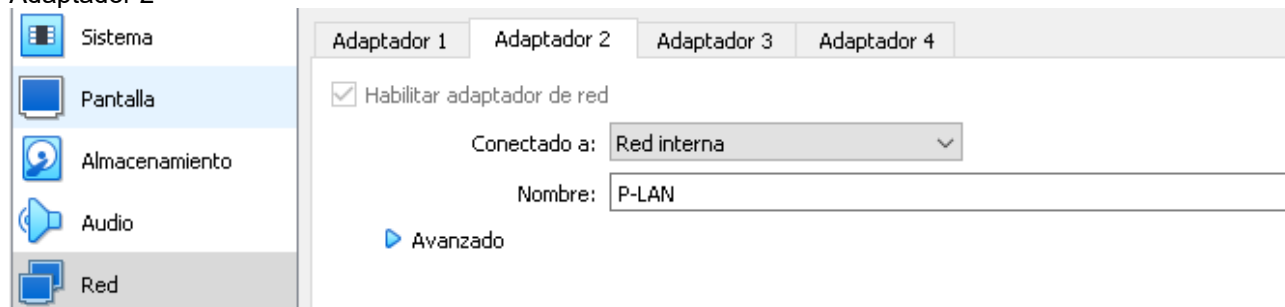 Adaptador 2
Sistema
Pantalla
Almacenamiento
Audio
Red
Adaptador 1 Adaptador 2 Adaptador 3 Adaptador 4
Habilitar adaptador de red
Conectado a: Red interna
Nombre: P-LAN
Avanzado